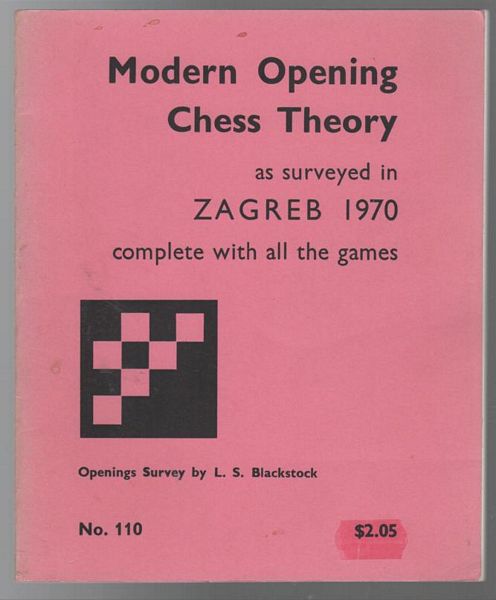 Modern Opening
Chess Theory
as surveyed in
ZAGREB 1970
complete with all the games
Openings Survey by L. S. Blackstock
No. 110
$2.05